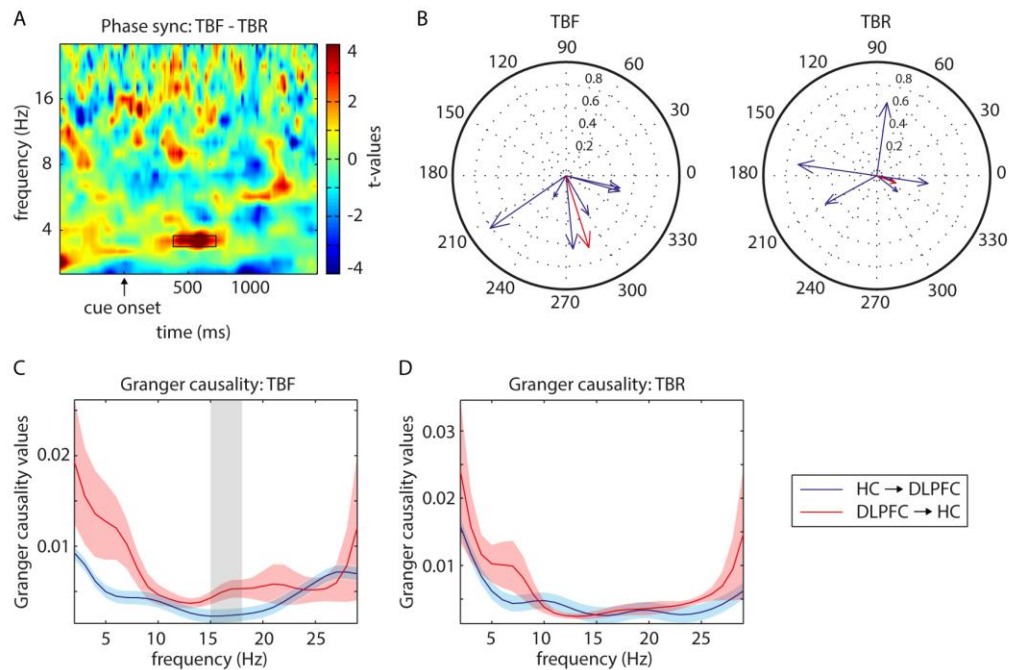 A
Phase sync: TBF - TBR
frequency (Hz)
16
8
4
500 1000
cue onset
time (ms)
4
2
0
-2
-4
t-values
B
TBF
90
120 60
150 30
180 0
210 330
240 300
270
0.8
0.6
0.4
0.2
TBR
90
120 60
150 30
180 0
210 330
240 300
270
0.8
0.6
0.4
0.2
C
Granger causality: TBF
Granger causality values
0.02
0.01
5 10 15 20 25
frequency (Hz)
D
Granger causality: TBR
Granger causality values
0.03
0.02
0.01
5 10 15 20 25
frequency (Hz)
HC → DLPFC
DLPFC → HC